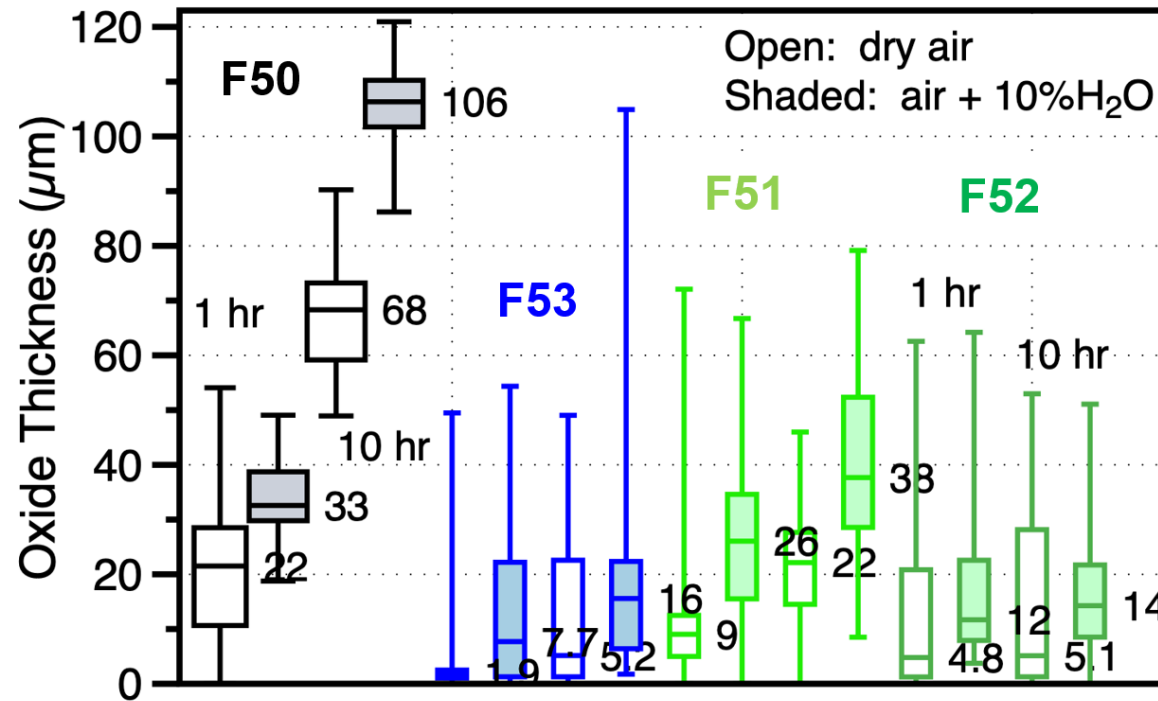 120
100
80
60
40
20
0
Oxide Thickness (μm)
F50
106
Open: dry air
Shaded: air + 10%H₂O
F51
F52
1 hr
68
F53
1 hr
10 hr
10 hr
33
22
1.9
7.7
5.2
16
9
26
22
38
4.8
12
5.1
14